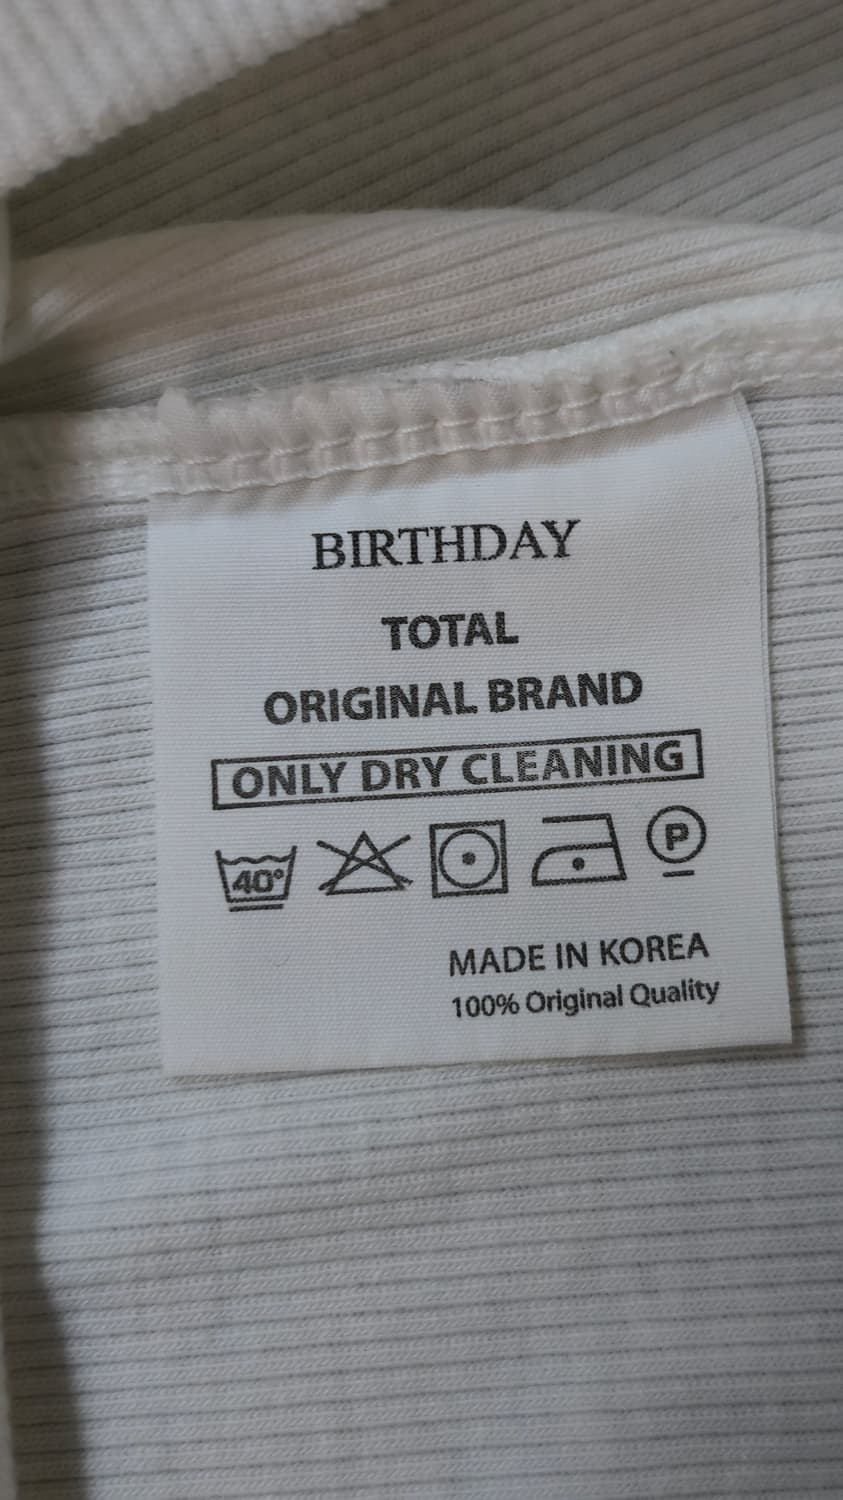 BIRTHDAY
TOTAL
ORIGINAL BRAND
ONLY DRY CLEANING
40°
P
MADE IN KOREA
100% Original Quality